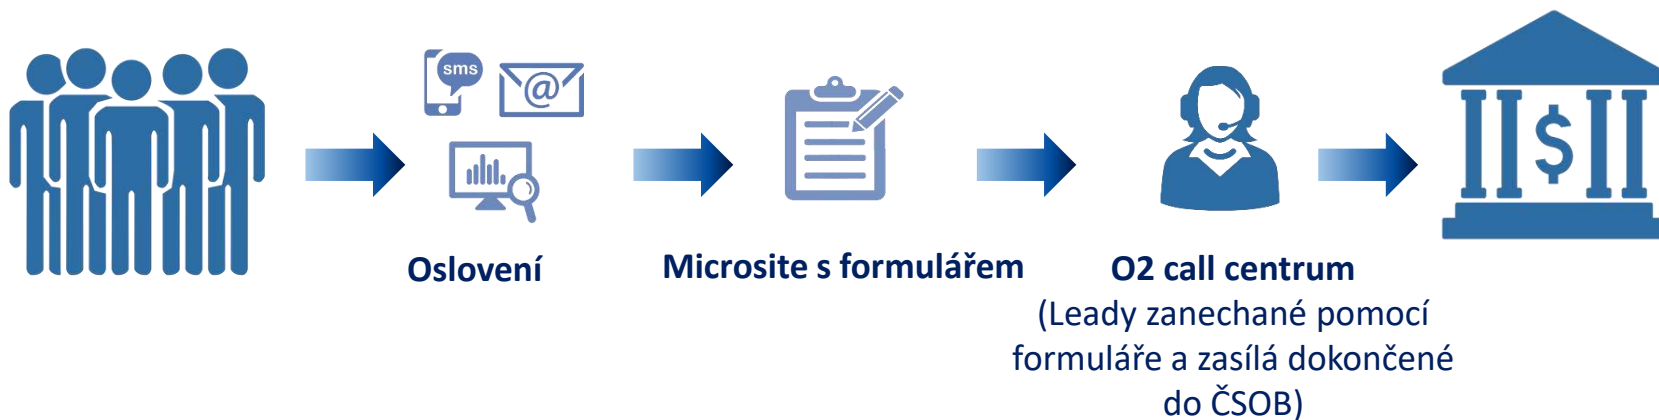 sms
@
$
Oslovení
Microsite s formulářem
O2 call centrum
(Leady zanechané pomocí
formuláře a zasílá dokončené
do ČSOB)